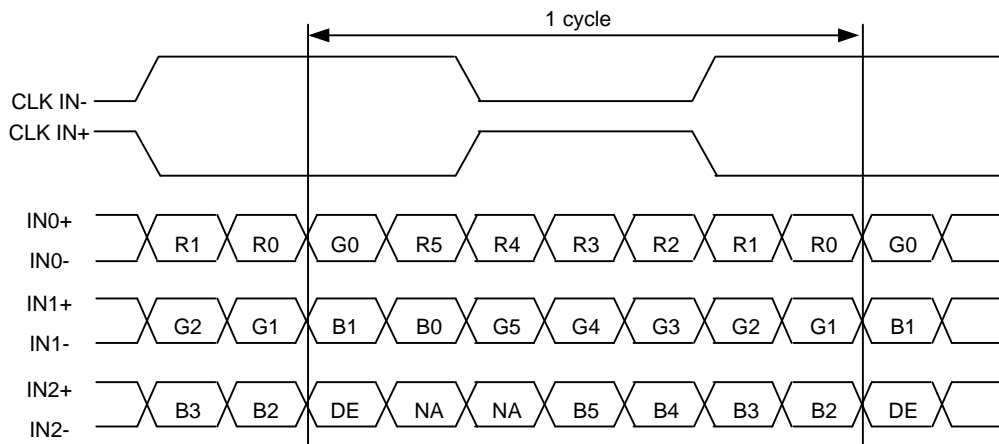 1 cycle
CLK IN-
CLK IN+
IN0+
R1 R0 G0 R5 R4 R3 R2 R1 R0 G0
IN0-
IN1+
G2 G1 B1 B0 G5 G4 G3 G2 G1 B1
IN1-
IN2+
B3 B2 DE NA NA B5 B4 B3 B2 DE
IN2-